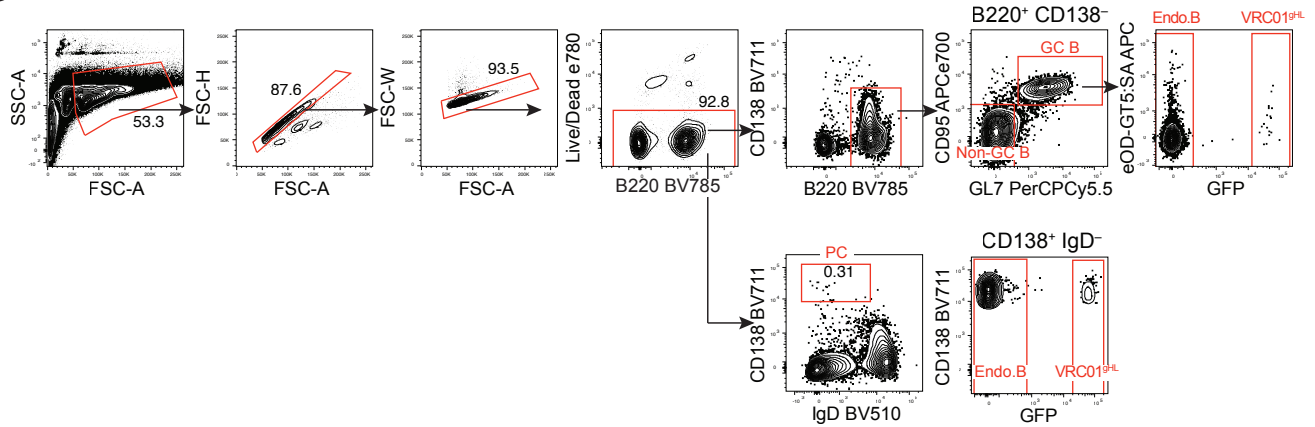 B220+ CD138–
SSC-A
53.3
FSC-A
FSC-H
87.6
FSC-A
FSC-W
93.5
FSC-A
Live/Dead e780
92.8
B220 BV785
CD138 BV711
B220 BV785
CD95 APCe700
GC B
Non-GC B
GL7 PerCPCy5.5
Endo.B
VRC01gHL
eOD-GT5:SA APC
GFP
CD138 BV711
PC
0.31
IgD BV510
CD138+ IgD–
CD138 BV711
Endo.B
VRC01gHL
GFP